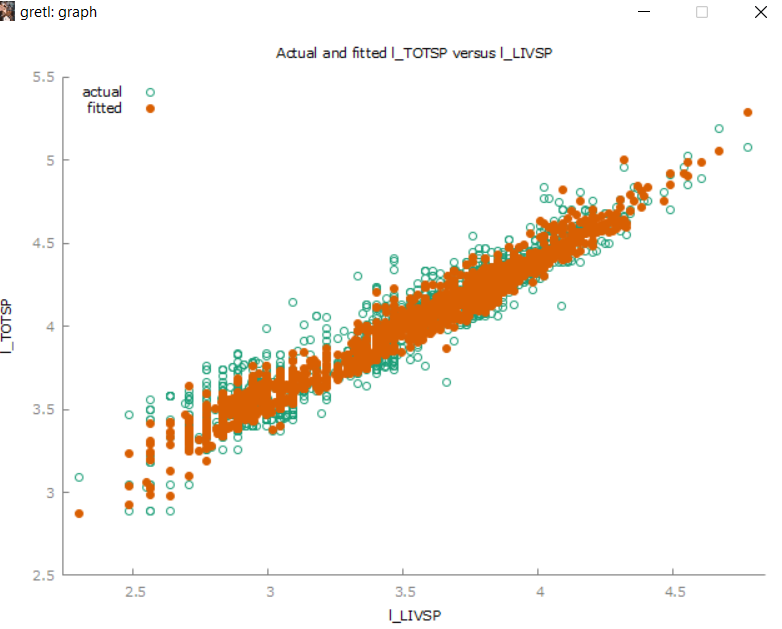 gretl: graph
Actual and fitted l_TOTSP versus l_LIVSP
actual
fitted
l_TOTSP
5.5
5
4.5
4
3.5
3
2.5
2.5 3 3.5 4 4.5
l_LIVSP